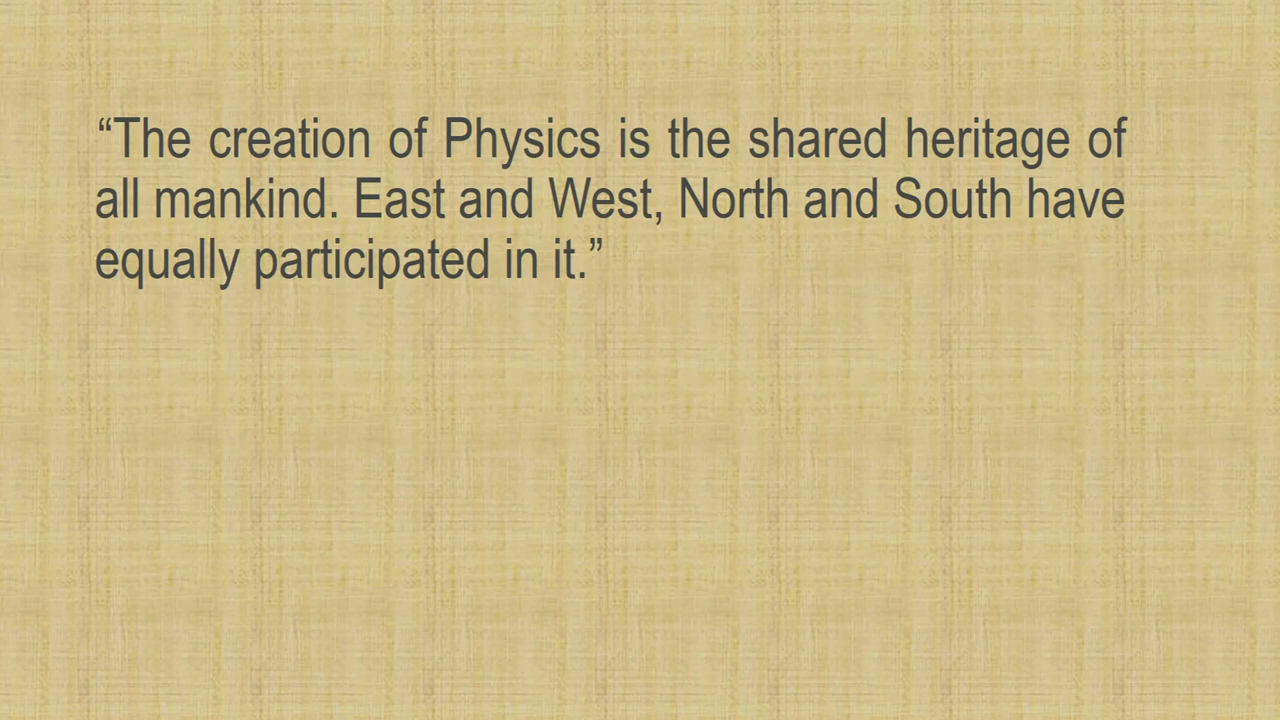 “The creation of Physics is the shared heritage of
all mankind. East and West, North and South have
equally participated in it.”